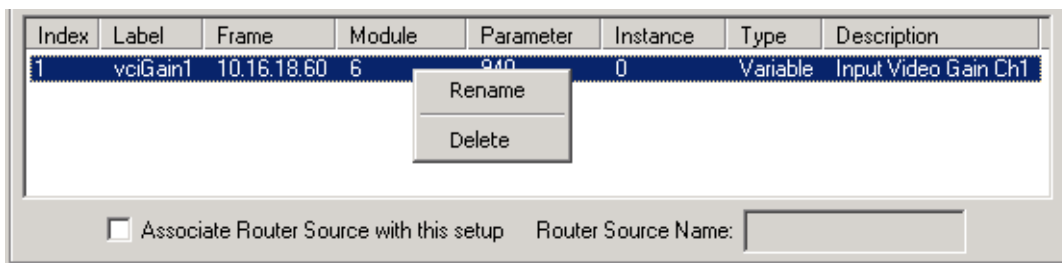 Index Label Frame Module Parameter Instance Type Description
1 vciGain1 10.16.18.60 6 940 0 Variable Input Video Gain Ch1
Rename
Delete
Associate Router Source with this setup Router Source Name: